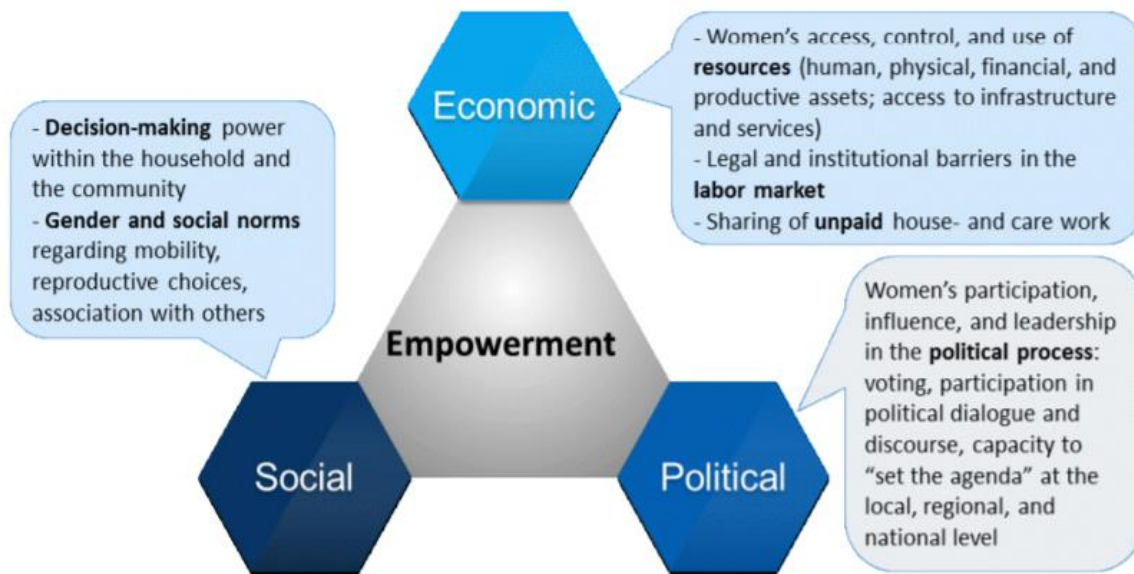 Economic
- Women's access, control, and use of
resources (human, physical, financial, and
productive assets; access to infrastructure
and services)
- Legal and institutional barriers in the
labor market
- Sharing of unpaid house- and care work
- Decision-making power
within the household and
the community
- Gender and social norms
regarding mobility,
reproductive choices,
association with others
Empowerment
Social
Political
Women's participation,
influence, and leadership
in the political process:
voting, participation in
political dialogue and
discourse, capacity to
"set the agenda" at the
local, regional, and
national level